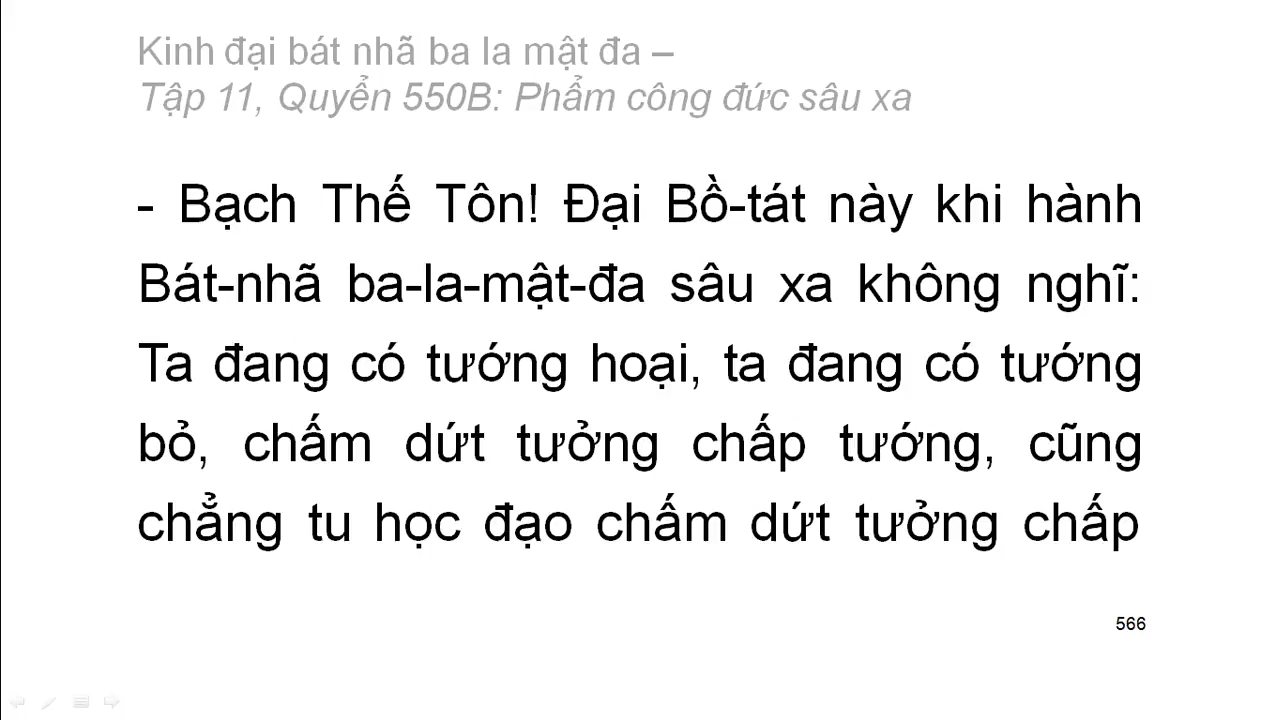 Kinh đại bát nhã ba la mật đa –
Tập 11, Quyển 550B: Phẩm công đức sâu xa
- Bạch Thế Tôn! Đại Bồ-tát này khi hành
Bát-nhã ba-la-mật-đa sâu xa không nghĩ:
Ta đang có tướng hoại, ta đang có tướng
bỏ, chấm dứt tưởng chấp tướng, cũng
chẳng tu học đạo chấm dứt tưởng chấp
566